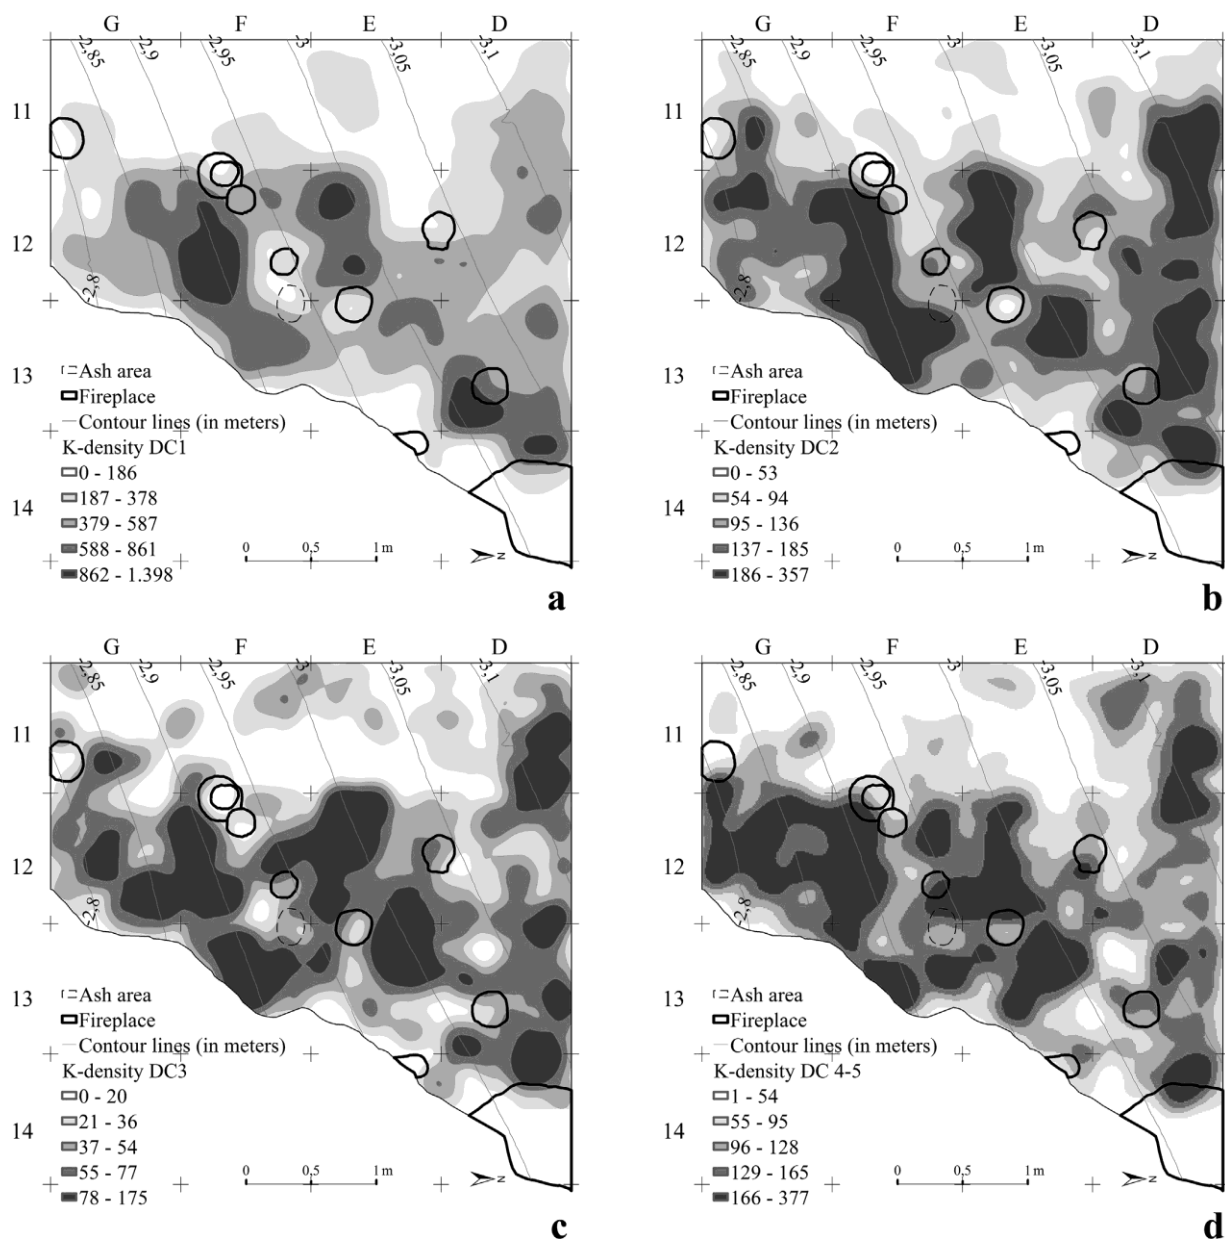 G F E D
-2,85 -2,9 -2,95 -3 -3,05 -3,1
11
12
-2,8
13
14
Ash area
Fireplace
Contour lines (in meters)
K-density DC1
0 - 186
187 - 378
379 - 587
588 - 861
862 - 1.398
0 0,5 1 m
N
a
G F E D
-2,85 -2,9 -2,95 -3 -3,05 -3,1
11
12
-2,8
13
14
Ash area
Fireplace
Contour lines (in meters)
K-density DC2
0 - 53
54 - 94
95 - 136
137 - 185
186 - 357
0 0,5 1 m
N
b
G F E D
-2,85 -2,9 -2,95 -3 -3,05 -3,1
11
12
-2,8
13
14
Ash area
Fireplace
Contour lines (in meters)
K-density DC3
0 - 20
21 - 36
37 - 54
55 - 77
78 - 175
0 0,5 1 m
N
c
G F E D
-2,85 -2,9 -2,95 -3 -3,05 -3,1
11
12
-2,8
13
14
Ash area
Fireplace
Contour lines (in meters)
K-density DC 4-5
1 - 54
55 - 95
96 - 128
129 - 165
166 - 377
0 0,5 1 m
N
d